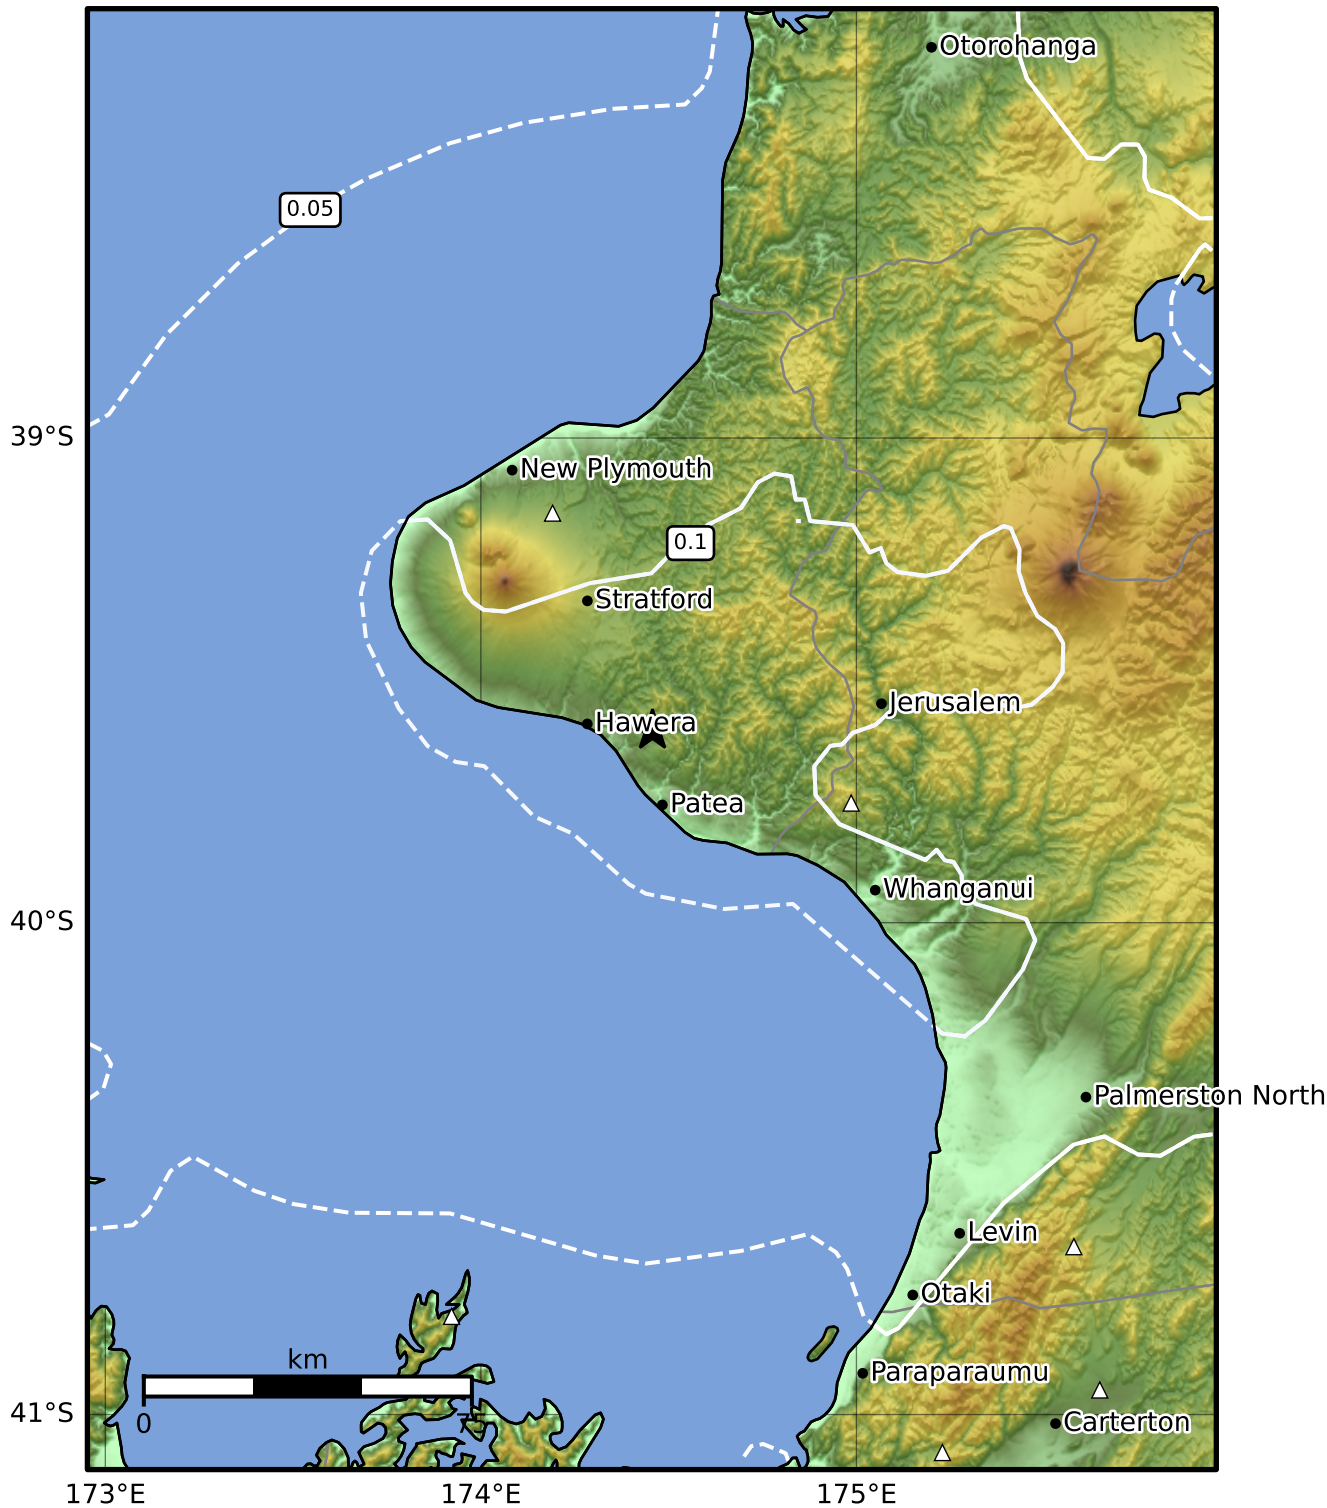 Otorohanga
0.05
39°S
New Plymouth
0.1
Stratford
Jerusalem
Hawera
Patea
Whanganui
40°S
Palmerston North
Levin
Otaki
km
Paraparaumu
0
41°S
Carterton
173°E
174°E
175°E